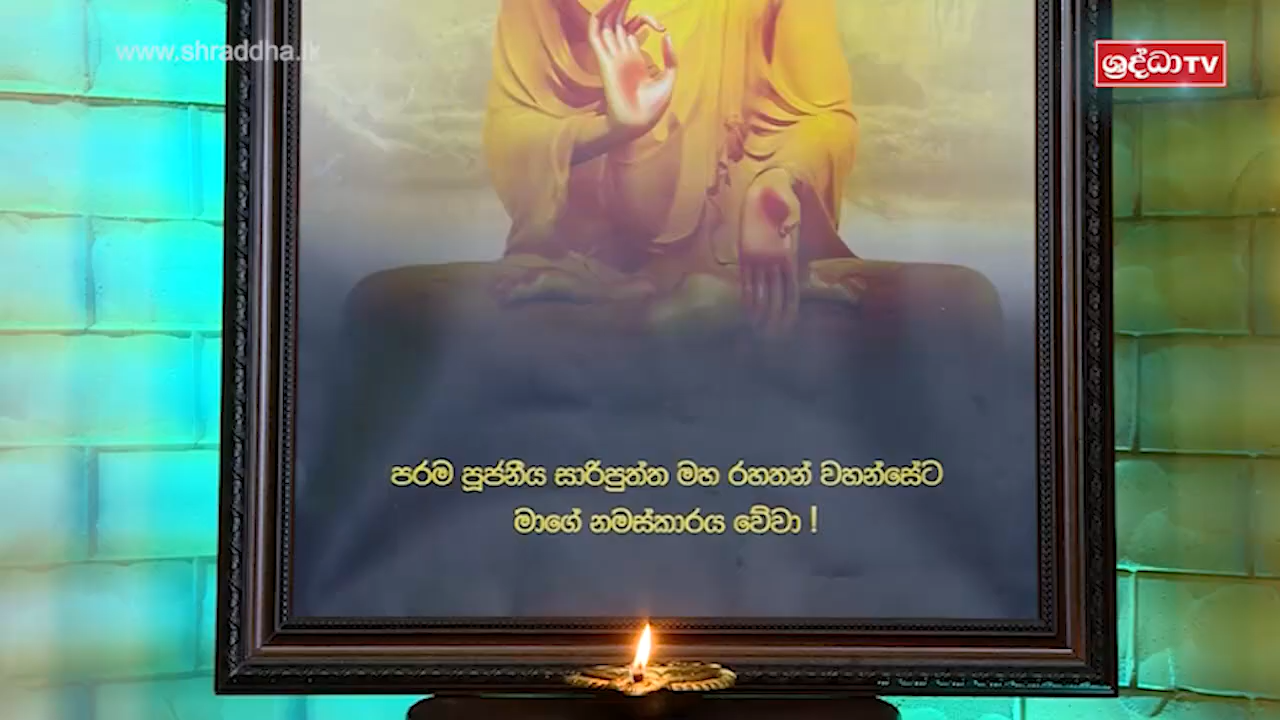 www.shraddha.lk
ශ්‍රද්ධාTV
පරම පූජනීය සාරිපුත්ත මහ රහතන් වහන්සේට
මාගේ නමස්කාරය වේවා !